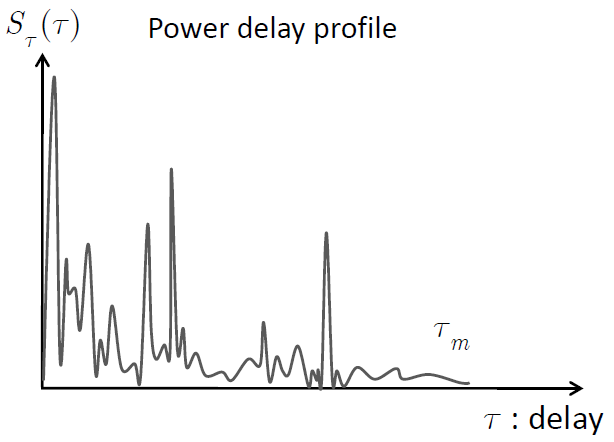 S_τ(τ) Power delay profile
τ_m
τ : delay